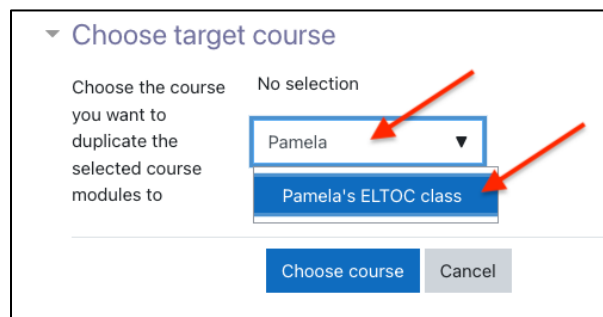 Choose target course
Choose the course
you want to
duplicate the
selected course
modules to
No selection
Pamela
Pamela's ELTOC class
Choose course
Cancel